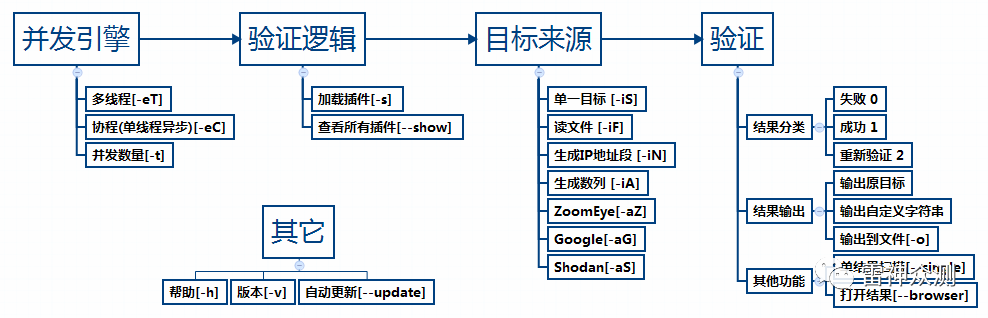 并发引擎
验证逻辑
目标来源
验证
多线程[-eT]
协程(单线程异步)[-eC]
并发数量[-t]
加载插件[-s]
查看所有插件[--show]
单一目标 [-iS]
读文件 [-iF]
生成IP地址段 [-iN]
生成数列 [-iA]
ZoomEye[-aZ]
Google[-aG]
Shodan[-aS]
结果分类
失败 0
成功 1
重新验证 2
结果输出
输出原目标
输出自定义字符串
输出到文件[-o]
其他功能
打开结果[--browser]
其它
帮助[-h]
版本[-v]
自动更新[--update]
雷神众测